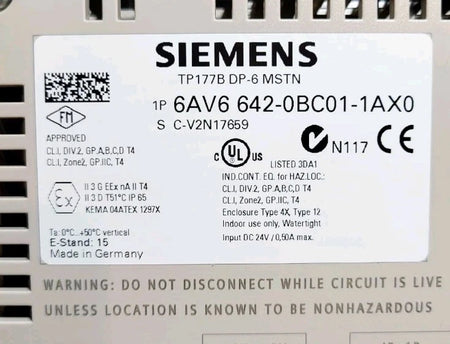 SIEMENS
TP177B DP-6 MSTN
1P 6AV6 642-0BC01-1AX0
S C-V2N17659
FM
APPROVED
CL.I, DIV.2, GP.A,B,C,D T4
CL.I, Zone2, GP.IIC, T4
Ex
II 3 G EEx nA II T4
II 3 D T51°C IP 65
KEMA 04ATEX 1297X
Ta: 0°C...+50°C vertical
E-Stand: 15
Made in Germany
C UL US
LISTED 3DA1
N117
CE
IND.CONT. EQ. for HAZ.LOC.:
CL.I, DIV.2, GP.A,B,C,D T4
CL.I, Zone2, GP.IIC, T4
Enclosure Type 4X, Type 12
Indoor use only, Watertight
Input DC 24V / 0,50A max.
WARNING: DO NOT DISCONNECT WHILE CIRCUIT IS LIVE
UNLESS LOCATION IS KNOWN TO BE NONHAZARDOUS